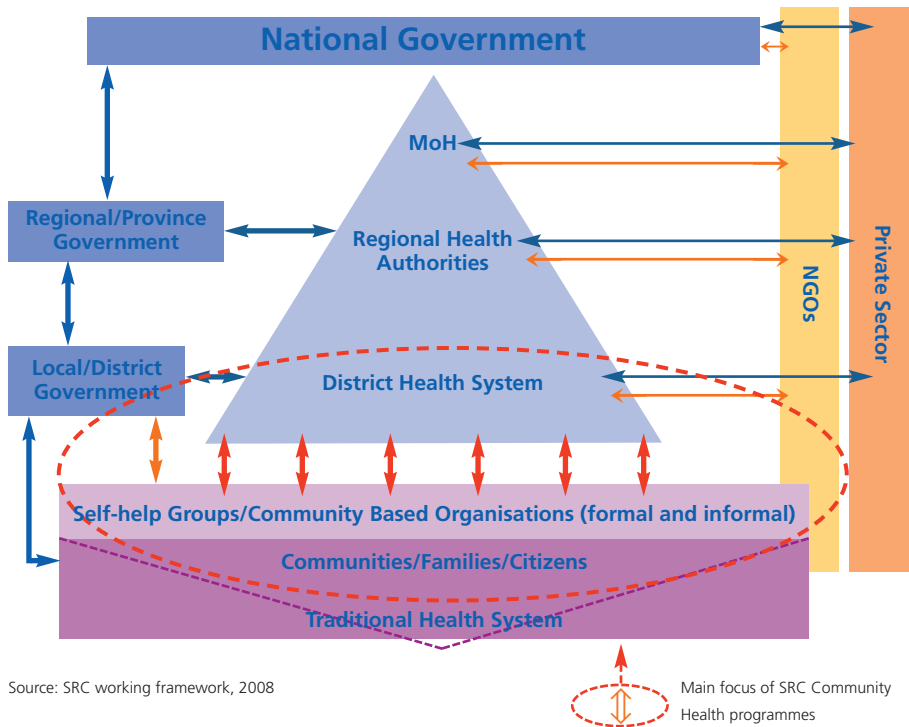 National Government
MoH
Regional/Province
Government
Regional Health
Authorities
NGOs
Private Sector
Local/District
Government
District Health System
Self-help Groups/Community Based Organisations (formal and informal)
Communities/Families/Citizens
Traditional Health System
Source: SRC working framework, 2008
Main focus of SRC Community
Health programmes